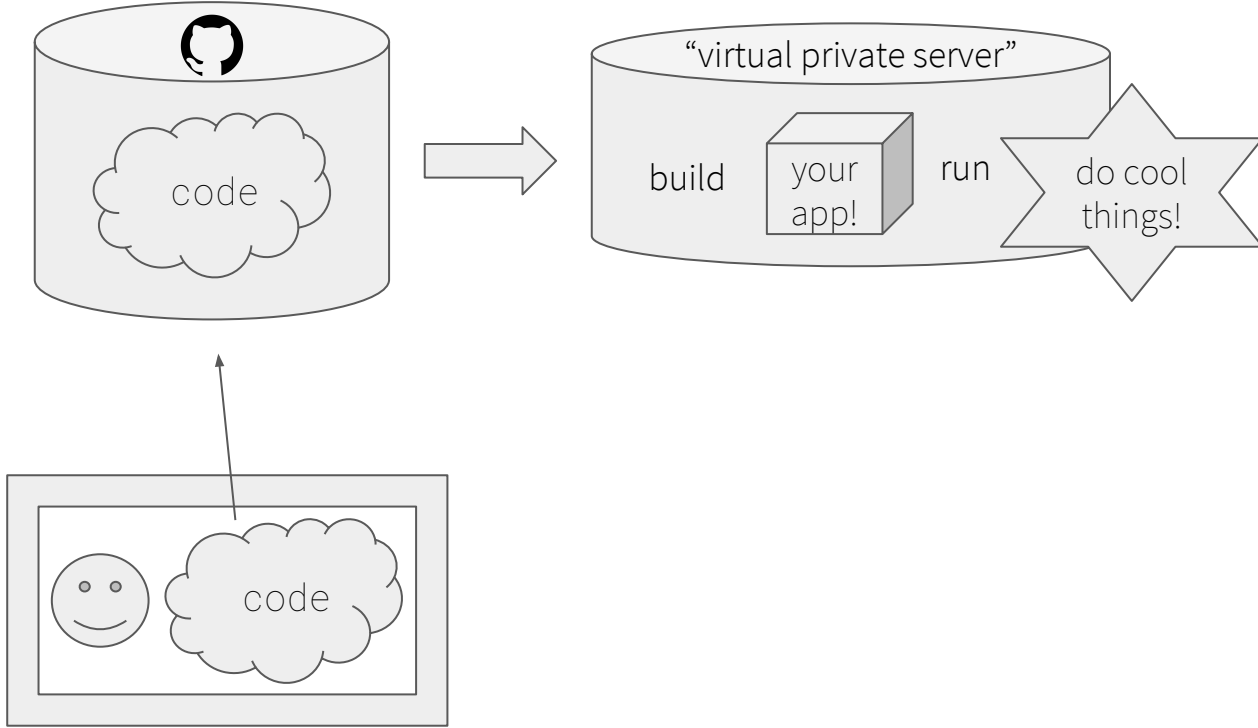 “virtual private server”
code
build
your
app!
run
do cool
things!
code